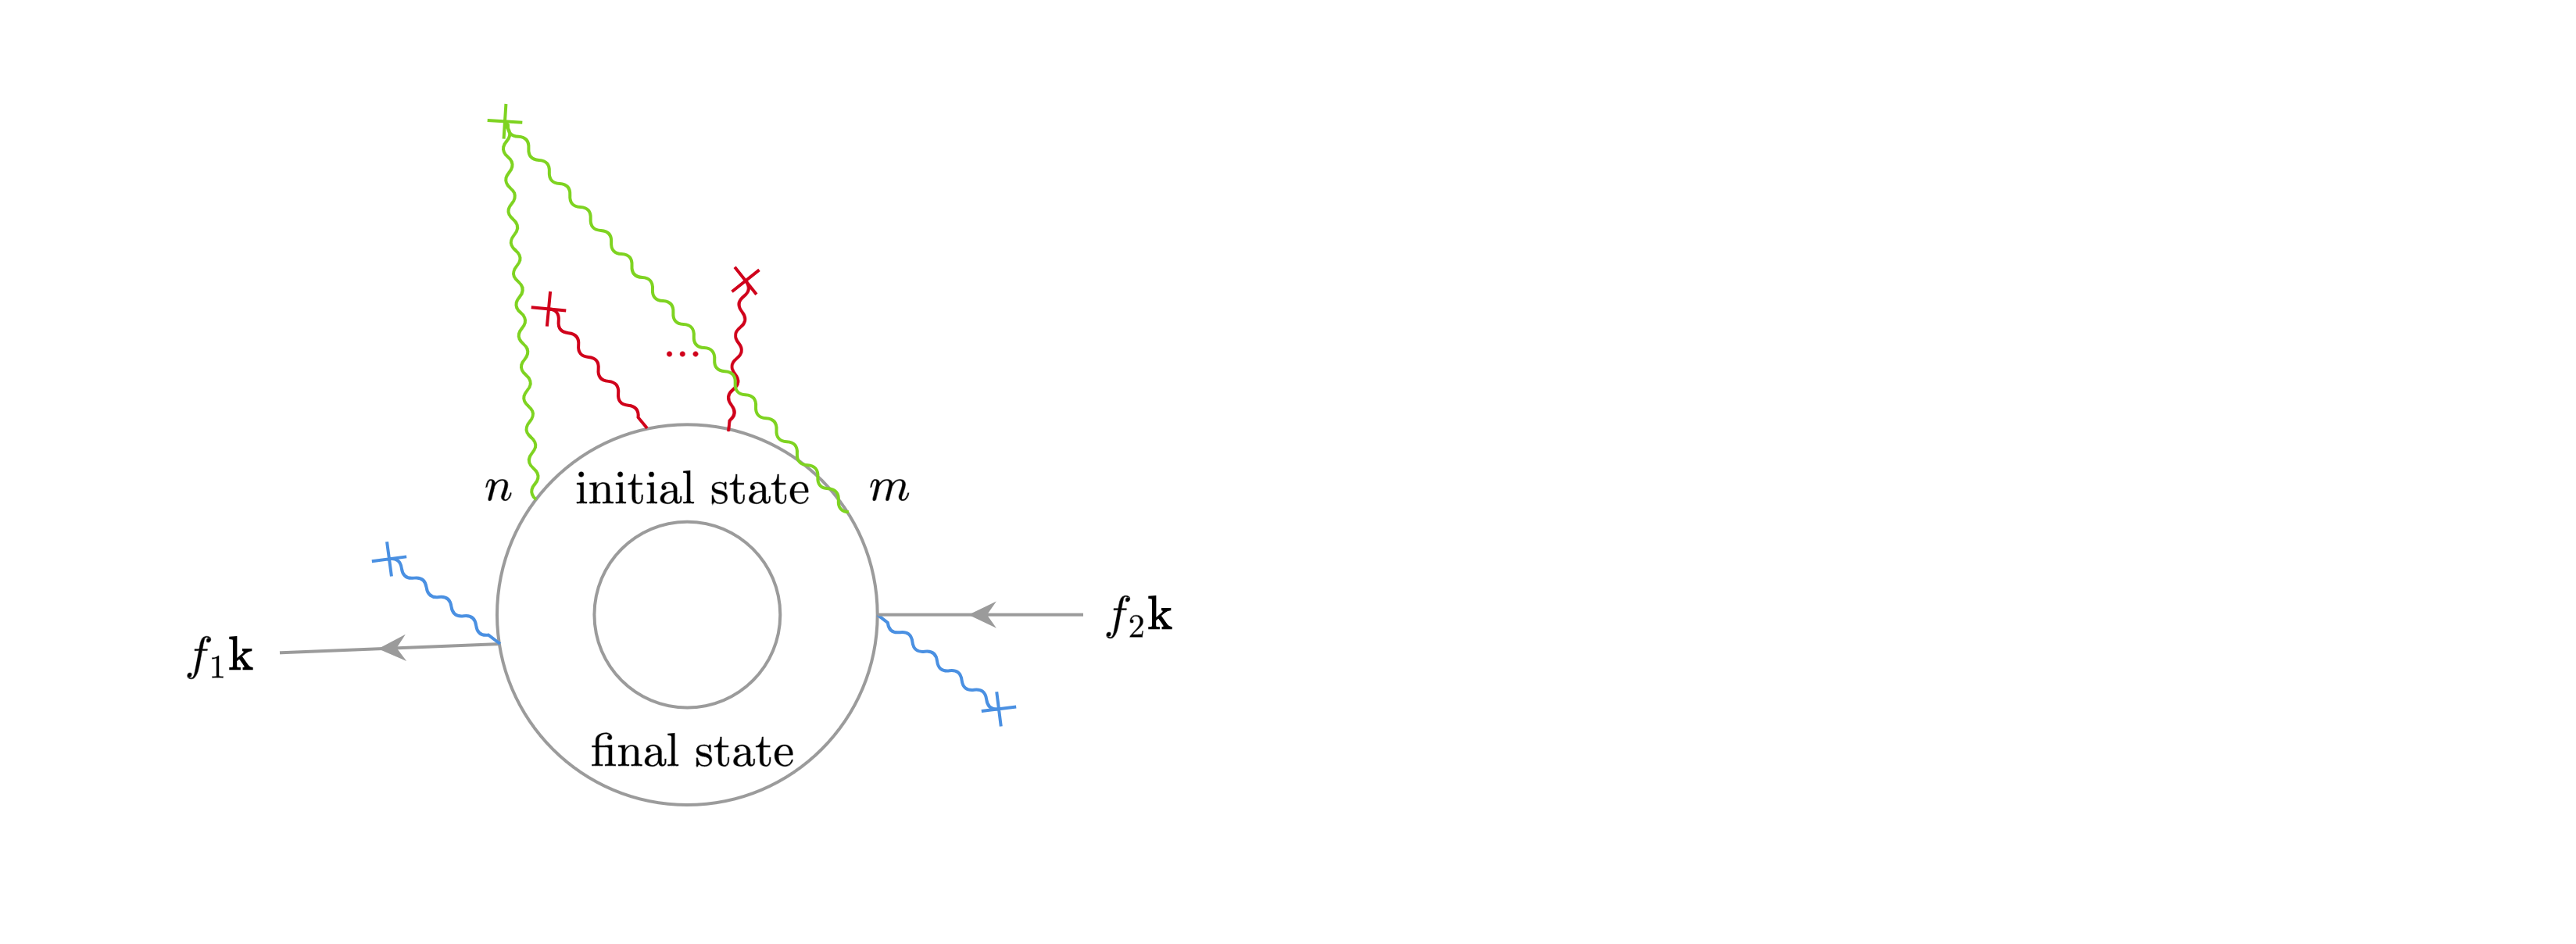 ...
n initial state m
f₂k
f₁k
final state